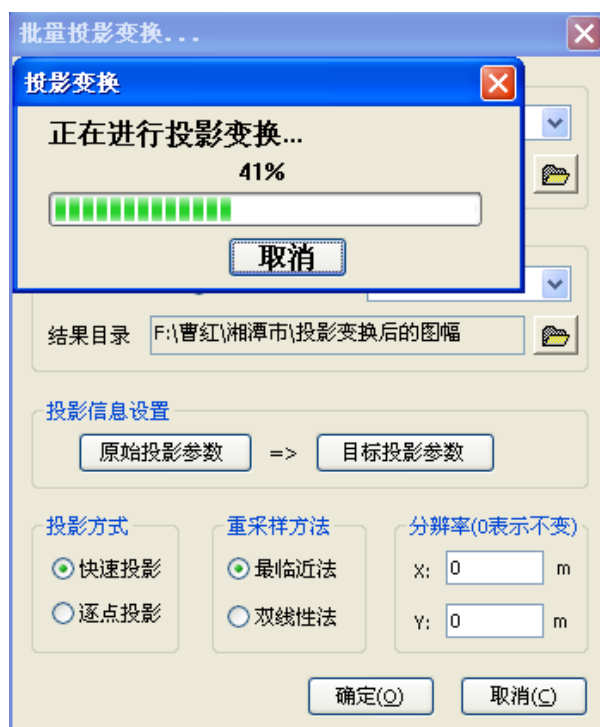 批量投影变换...
投影变换
正在进行投影变换...
41%
取消
结果目录 F:\曹红\湘潭市\投影变换后的图幅
投影信息设置
原始投影参数 => 目标投影参数
投影方式 重采样方法 分辨率(0表示不变)
快速投影 最临近法 X: 0 m
逐点投影 双线性法 Y: 0 m
确定(O) 取消(C)